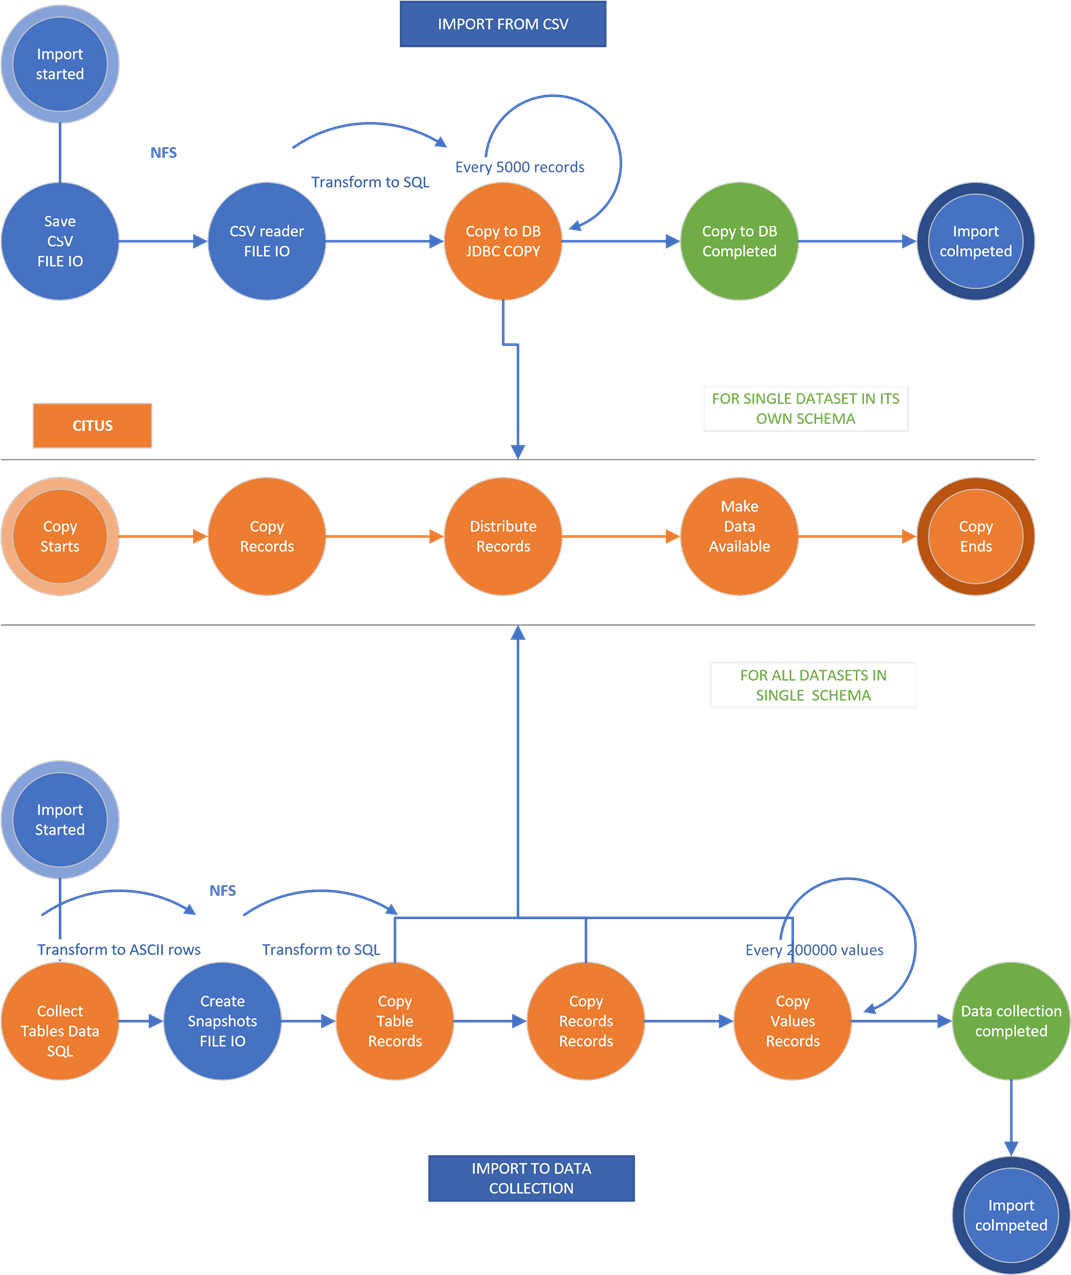 IMPORT FROM CSV
Import
started
NFS
Transform to SQL
Every 5000 records
Save
CSV
FILE IO
CSV reader
FILE IO
Copy to DB
JDBC COPY
Copy to DB
Completed
Import
colmpeted
CITUS
FOR SINGLE DATASET IN ITS
OWN SCHEMA
Copy
Starts
Copy
Records
Distribute
Records
Make
Data
Available
Copy
Ends
FOR ALL DATASETS IN
SINGLE SCHEMA
Import
Started
NFS
Transform to ASCII rows
Transform to SQL
Every 200000 values
Collect
Tables Data
SQL
Create
Snapshots
FILE IO
Copy
Table
Records
Copy
Records
Records
Copy
Values
Records
Data collection
completed
IMPORT TO DATA
COLLECTION
Import
colmpeted